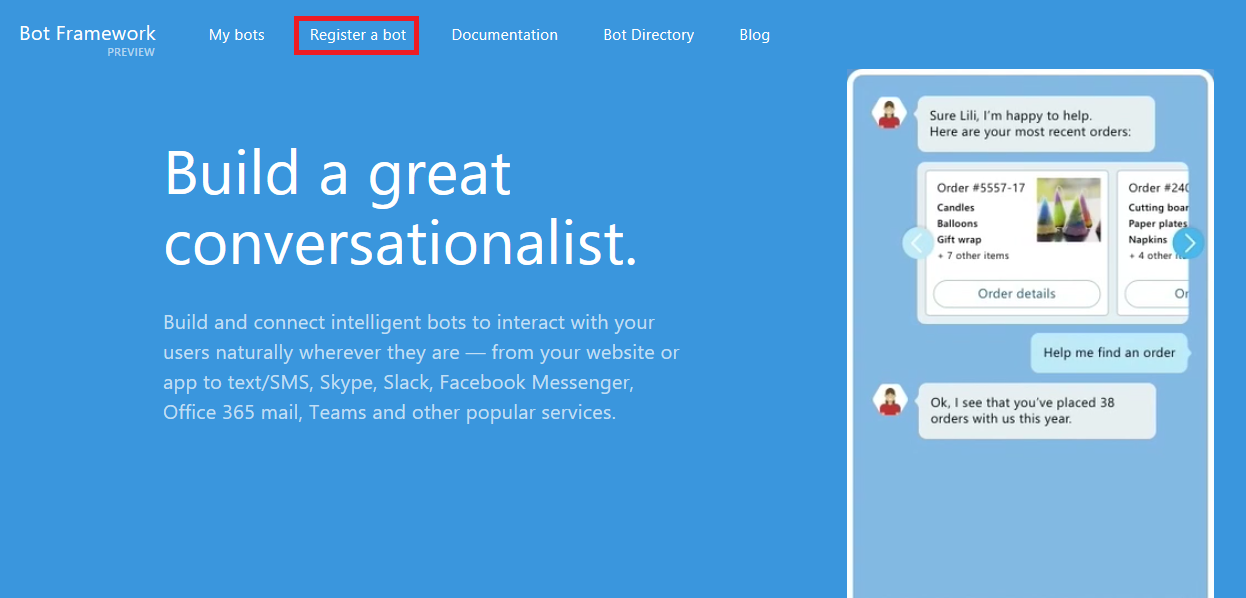 Bot Framework
PREVIEW
My bots
Register a bot
Documentation
Bot Directory
Blog
Build a great
conversationalist.
Build and connect intelligent bots to interact with your
users naturally wherever they are — from your website or
app to text/SMS, Skype, Slack, Facebook Messenger,
Office 365 mail, Teams and other popular services.
Sure Lili, I'm happy to help.
Here are your most recent orders:
Order #5557-17
Candles
Balloons
Gift wrap
+ 7 other items
Order details
Order #240
Cutting boar
Paper plates
Napkins
+ 4 other
Or
Help me find an order
Ok, I see that you've placed 38
orders with us this year.